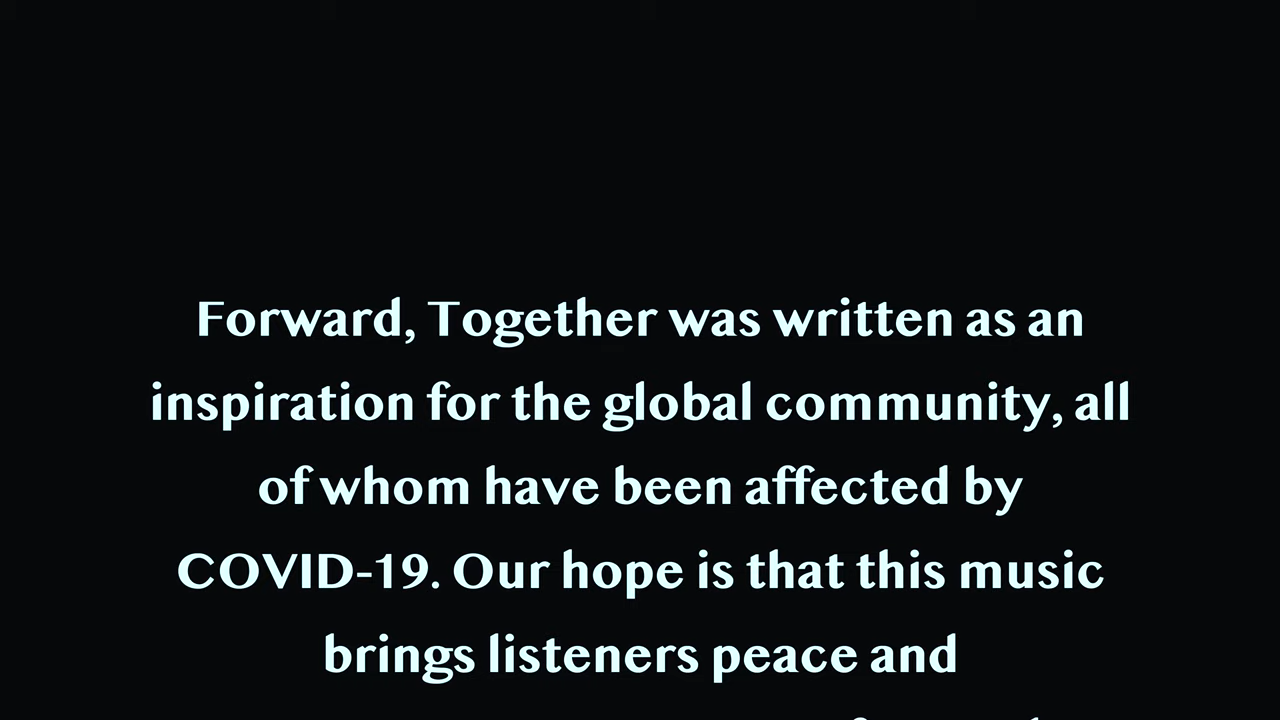 Forward, Together was written as an
inspiration for the global community, all
of whom have been affected by
COVID-19. Our hope is that this music
brings listeners peace and